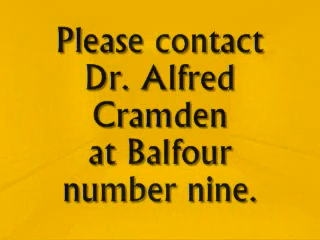 Please contact
Dr. Alfred
Cramden
at Balfour
number nine.